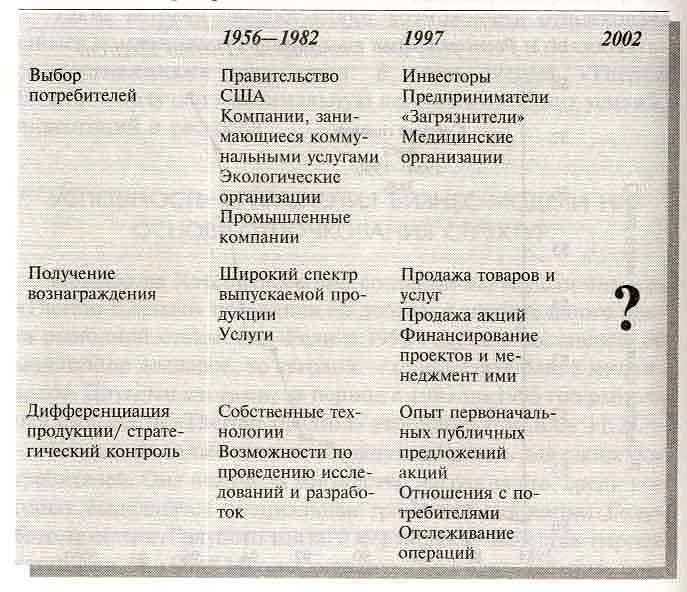 1956—1982 1997 2002
Выбор
потребителей
Правительство
США
Компании, зани-
мающиеся комму-
нальными услугами
Экологические
организации
Промышленные
компании
Инвесторы
Предприниматели
«Загрязнители»
Медицинские
организации
Получение
вознаграждения
Широкий спектр
выпускаемой про-
дукции
Услуги
Продажа товаров и
услуг
Продажа акций
Финансирование
проектов и ме-
неджмент ими
?
Дифференциация
продукции/ страте-
гический контроль
Собственные тех-
нологии
Возможности по
проведению иссле-
дований и разрабо-
ток
Опыт первоначаль-
ных публичных
предложений
акций
Отношения с по-
требителями
Отслеживание
операций